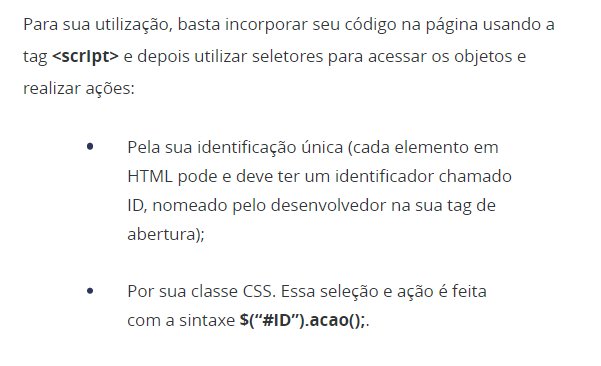 Para sua utilização, basta incorporar seu código na página usando a
tag <script> e depois utilizar seletores para acessar os objetos e
realizar ações:
• Pela sua identificação única (cada elemento em
HTML pode e deve ter um identificador chamado
ID, nomeado pelo desenvolvedor na sua tag de
abertura);
• Por sua classe CSS. Essa seleção e ação é feita
com a sintaxe $(“#ID”).acao();.